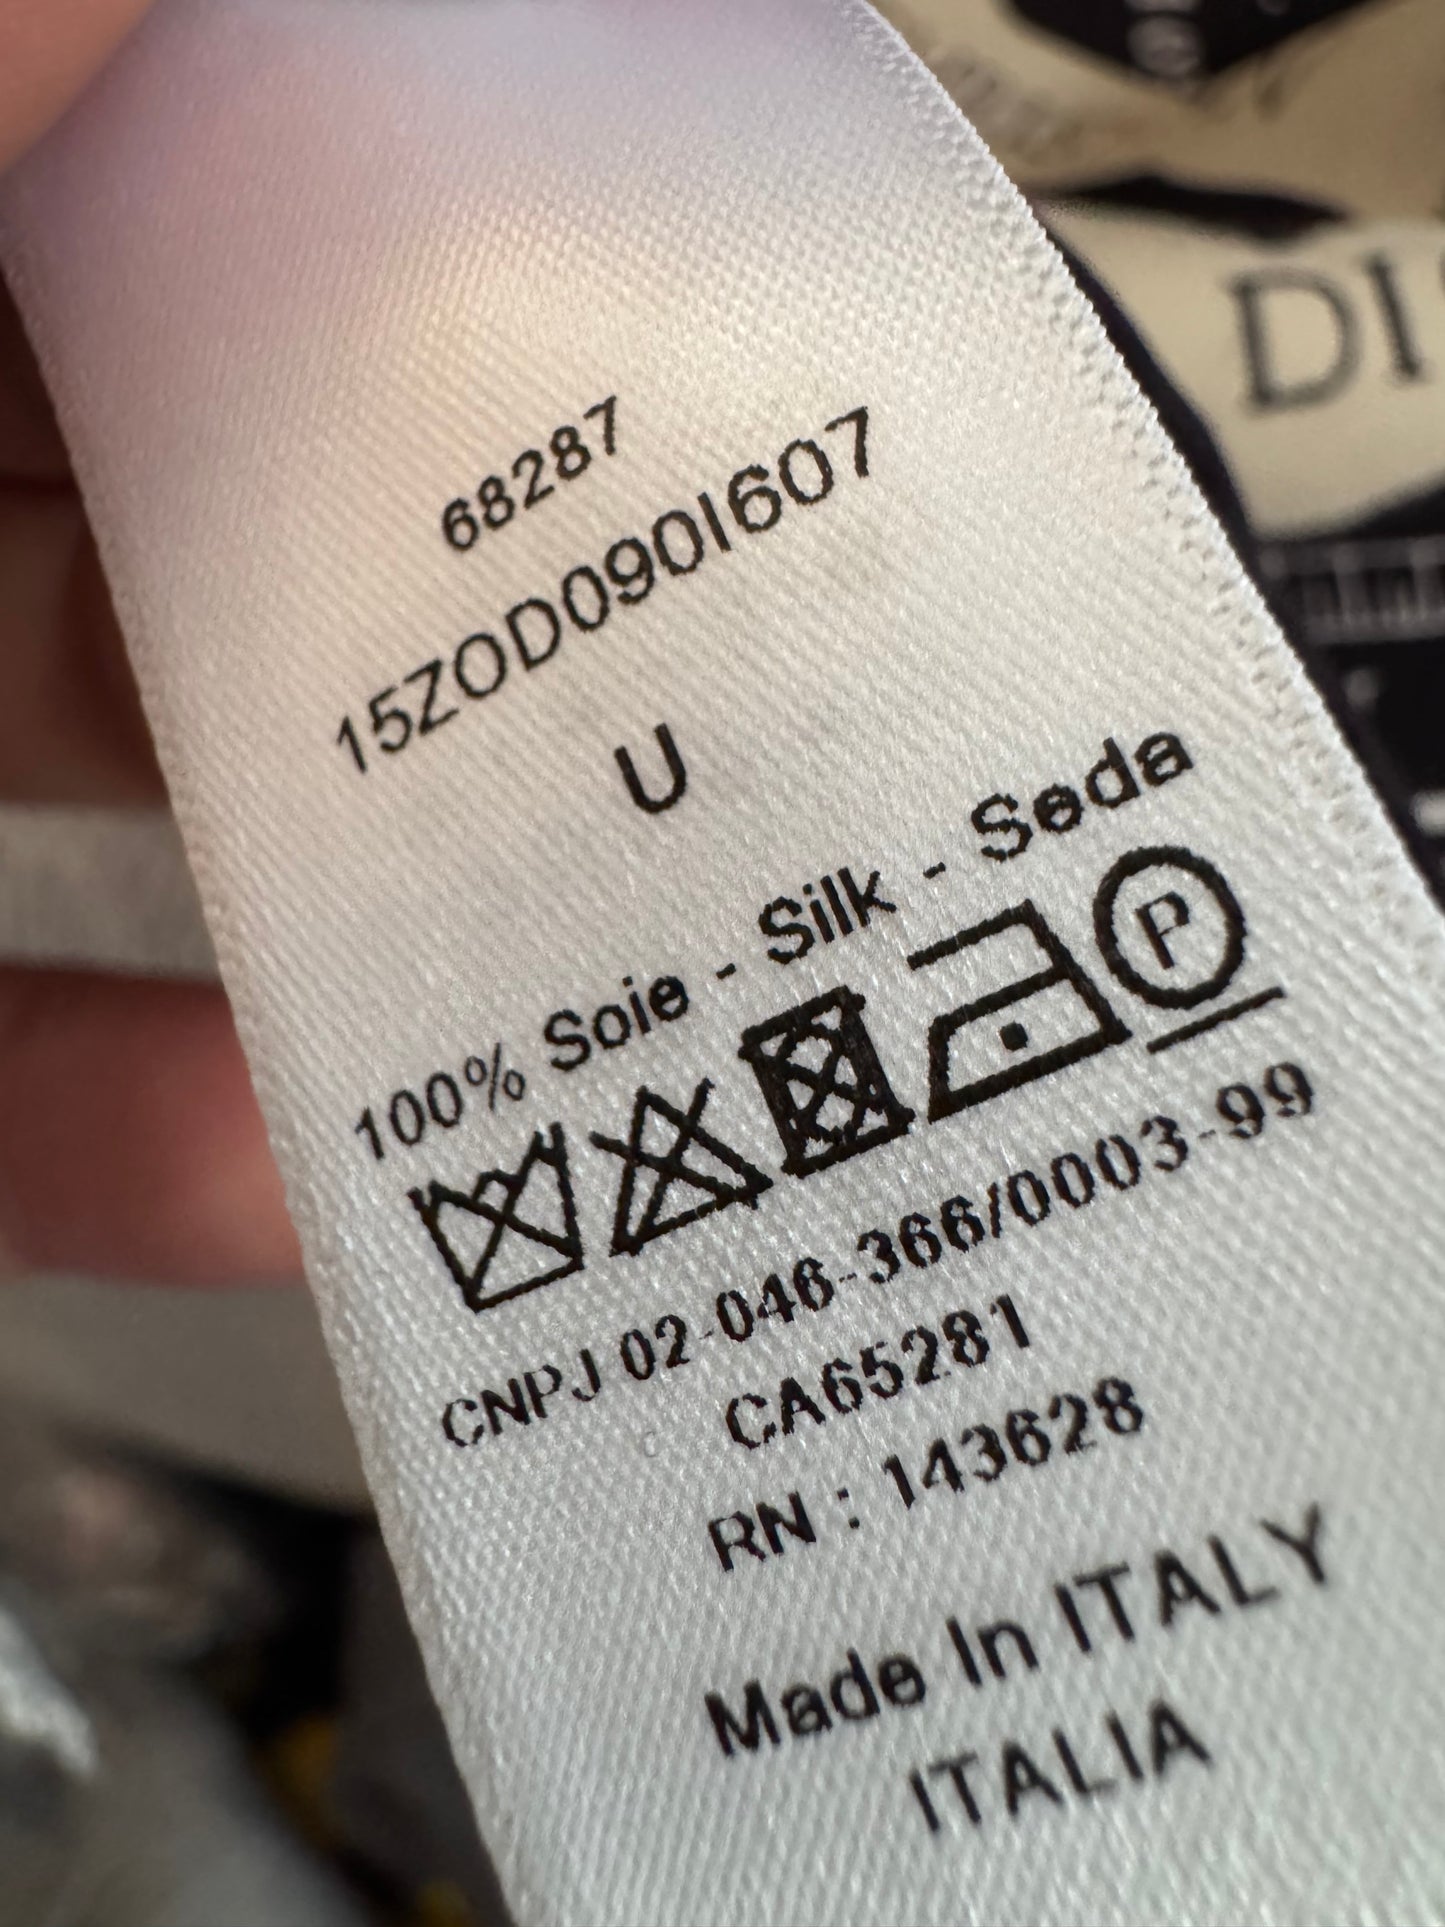 68287
15ZOD090I607
U
100% Soie - Silk - Seda
P
CNPJ 02-046-366/0003-99
CA65281
RN : 143628
Made In ITALY
ITALIA
DI